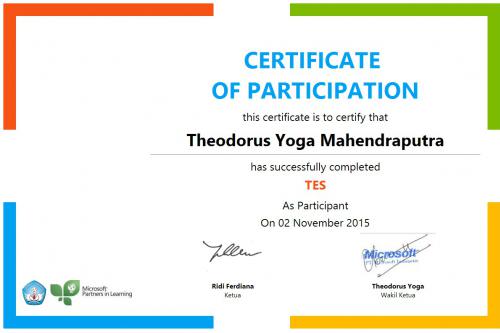 CERTIFICATE
OF PARTICIPATION
this certificate is to certify that
Theodorus Yoga Mahendraputra
has successfully completed
TES
As Participant
On 02 November 2015
Microsoft
Ridi Ferdiana
Ketua
Theodorus Yoga
Wakil Ketua
Microsoft
Partners in Learning